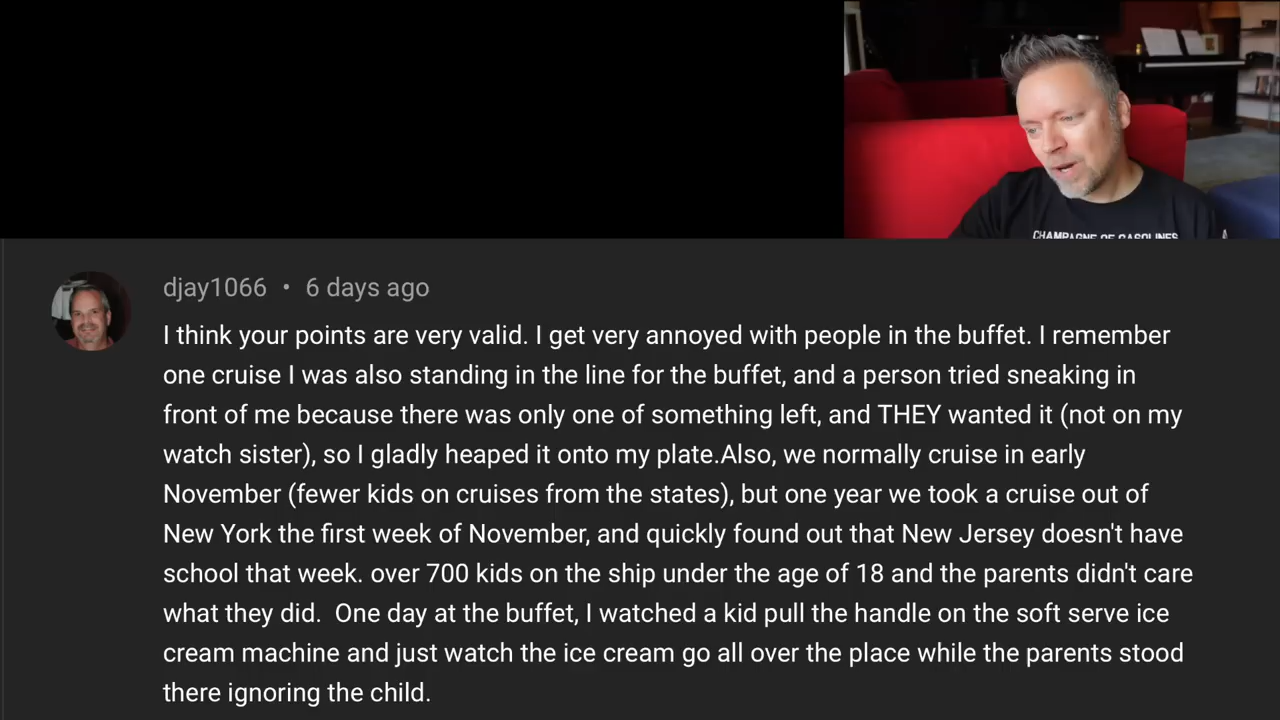 CHAMPAGNE OF GASOLINES
djay1066 • 6 days ago
I think your points are very valid. I get very annoyed with people in the buffet. I remember
one cruise I was also standing in the line for the buffet, and a person tried sneaking in
front of me because there was only one of something left, and THEY wanted it (not on my
watch sister), so I gladly heaped it onto my plate.Also, we normally cruise in early
November (fewer kids on cruises from the states), but one year we took a cruise out of
New York the first week of November, and quickly found out that New Jersey doesn't have
school that week. over 700 kids on the ship under the age of 18 and the parents didn't care
what they did.  One day at the buffet, I watched a kid pull the handle on the soft serve ice
cream machine and just watch the ice cream go all over the place while the parents stood
there ignoring the child.